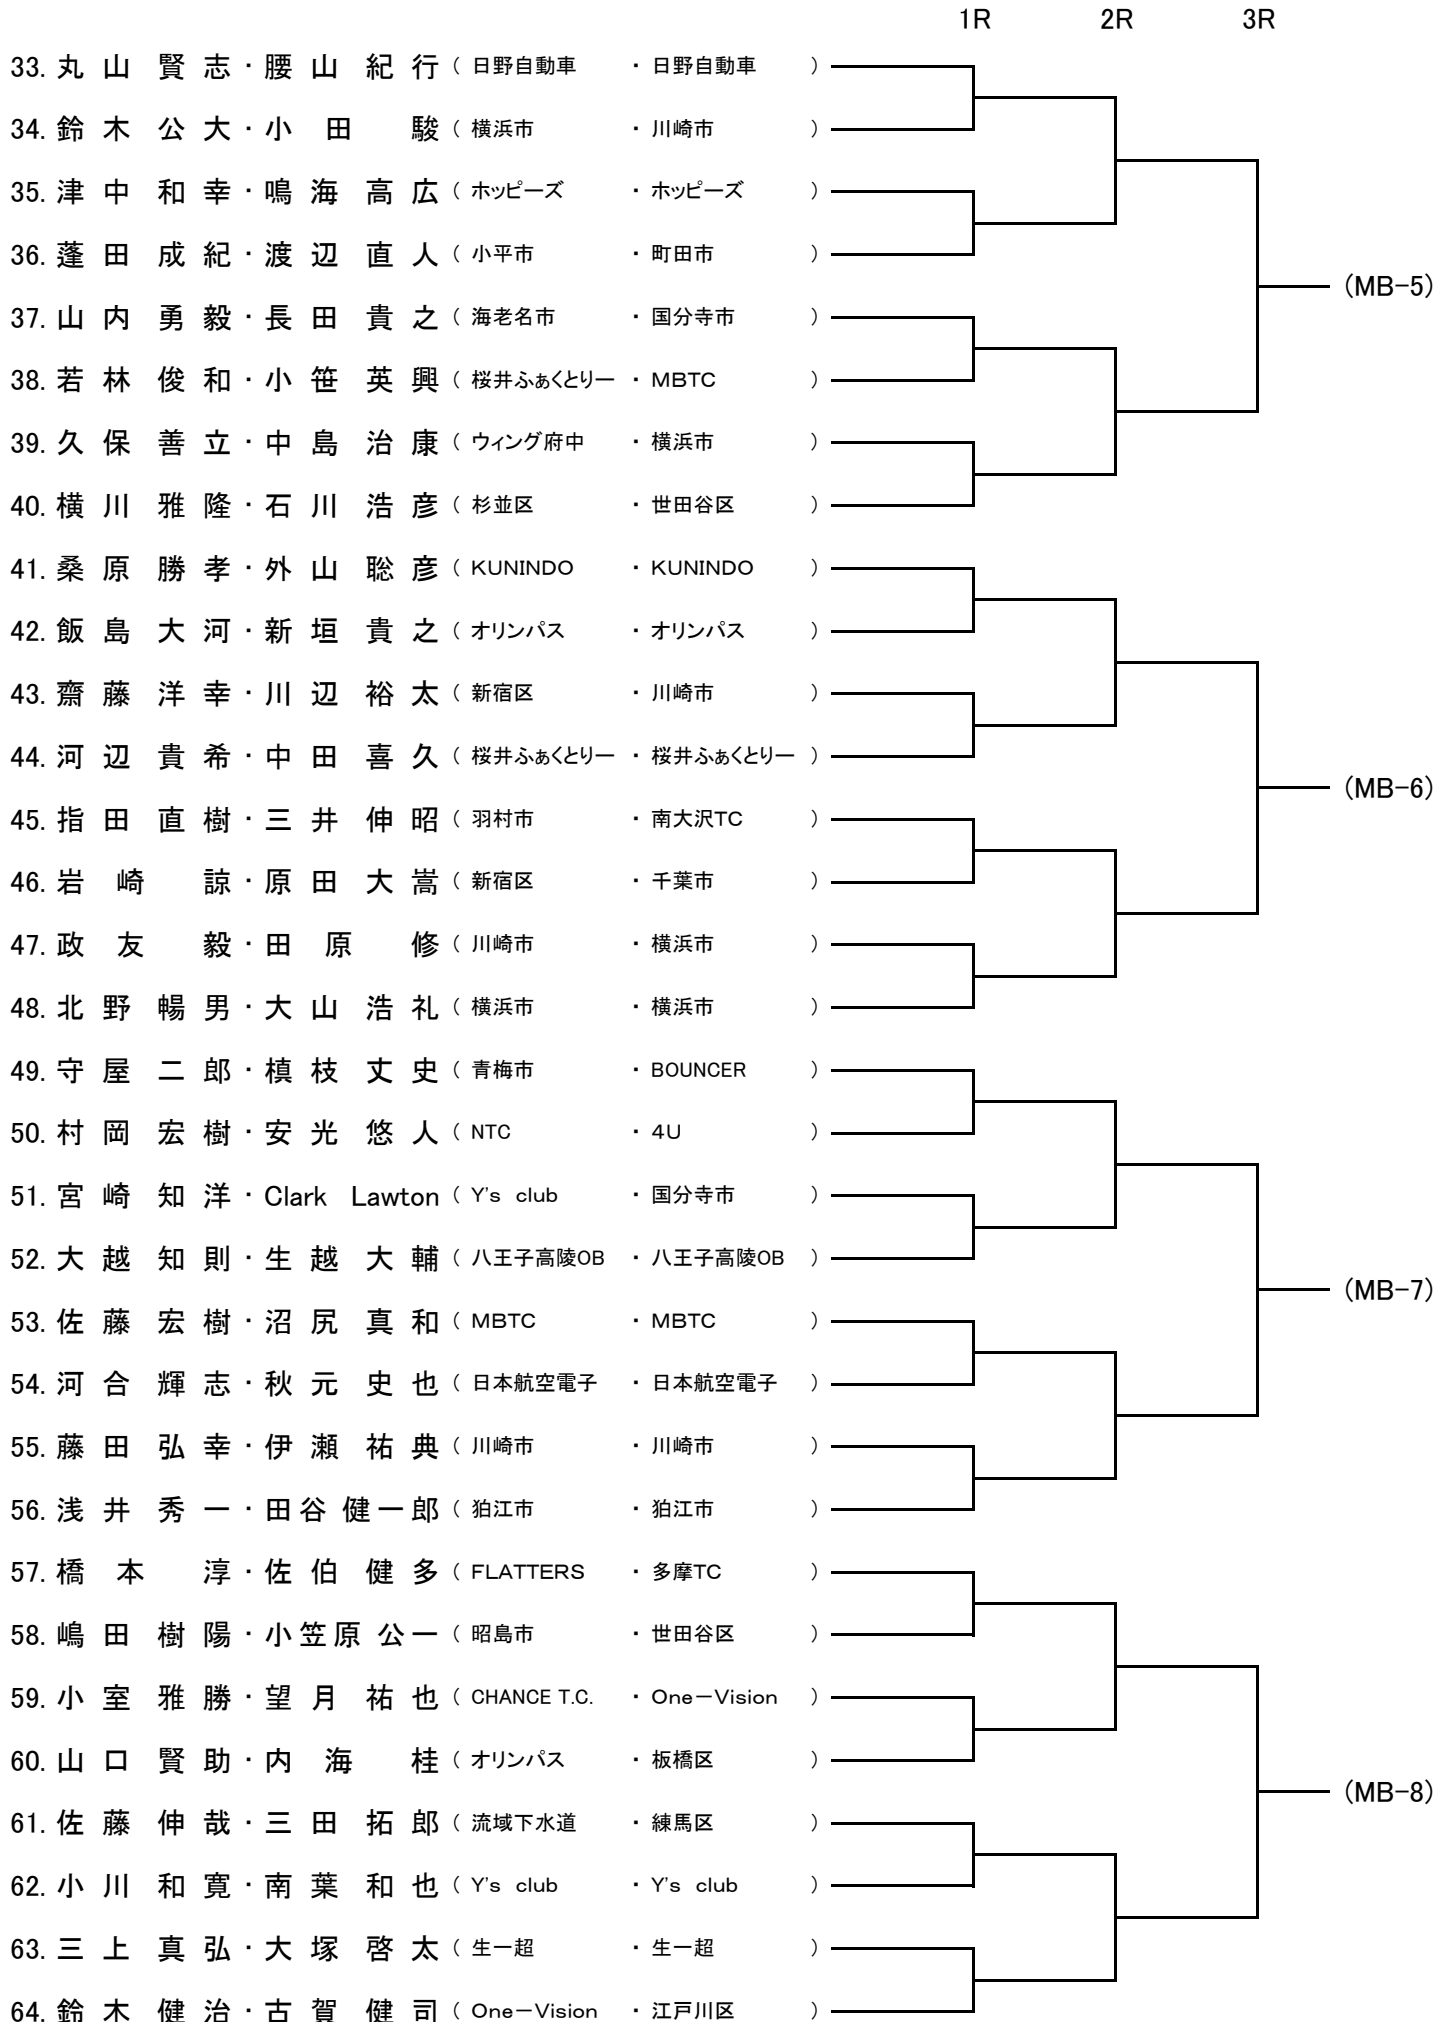 1R 2R 3R
33. 丸山 賢志・腰山 紀行 ( 日野自動車 ・ 日野自動車 )
34. 鈴木 公大・小田 駿 ( 横浜市 ・ 川崎市 )
35. 津中 和幸・鳴海 高広 ( ホッピーズ ・ ホッピーズ )
36. 蓬田 成紀・渡辺 直人 ( 小平市 ・ 町田市 )
(MB-5)
37. 山内 勇毅・長田 貴之 ( 海老名市 ・ 国分寺市 )
38. 若林 俊和・小笹 英興 ( 桜井ふぁくとりー ・ MBTC )
39. 久保 善立・中島 治康 ( ウィング府中 ・ 横浜市 )
40. 横川 雅隆・石川 浩彦 ( 杉並区 ・ 世田谷区 )
41. 桑原 勝孝・外山 聡彦 ( KUNINDO ・ KUNINDO )
42. 飯島 大河・新垣 貴之 ( オリンパス ・ オリンパス )
43. 齋藤 洋幸・川辺 裕太 ( 新宿区 ・ 川崎市 )
44. 河辺 貴希・中田 喜久 ( 桜井ふぁくとりー ・ 桜井ふぁくとりー )
(MB-6)
45. 指田 直樹・三井 伸昭 ( 羽村市 ・ 南大沢TC )
46. 岩崎 諒・原田 大嵩 ( 新宿区 ・ 千葉市 )
47. 政友 毅・田原 修 ( 川崎市 ・ 横浜市 )
48. 北野 暢男・大山 浩礼 ( 横浜市 ・ 横浜市 )
49. 守屋 二郎・槙枝 丈史 ( 青梅市 ・ BOUNCER )
50. 村岡 宏樹・安光 悠人 ( NTC ・ 4U )
51. 宮崎 知洋・Clark Lawton ( Y's club ・ 国分寺市 )
52. 大越 知則・生越 大輔 ( 八王子高陵OB ・ 八王子高陵OB )
(MB-7)
53. 佐藤 宏樹・沼尻 真和 ( MBTC ・ MBTC )
54. 河合 輝志・秋元 史也 ( 日本航空電子 ・ 日本航空電子 )
55. 藤田 弘幸・伊瀬 祐典 ( 川崎市 ・ 川崎市 )
56. 浅井 秀一・田谷 健一郎 ( 狛江市 ・ 狛江市 )
57. 橋本 淳・佐伯 健多 ( FLATTERS ・ 多摩TC )
58. 嶋田 樹陽・小笠原 公一 ( 昭島市 ・ 世田谷区 )
59. 小室 雅勝・望月 祐也 ( CHANCE T.C. ・ One－Vision )
60. 山口 賢助・内海 桂 ( オリンパス ・ 板橋区 )
(MB-8)
61. 佐藤 伸哉・三田 拓郎 ( 流域下水道 ・ 練馬区 )
62. 小川 和寛・南葉 和也 ( Y's club ・ Y's club )
63. 三上 真弘・大塚 啓太 ( 生一超 ・ 生一超 )
64. 鈴木 健治・古賀 健司 ( One－Vision ・ 江戸川区 )